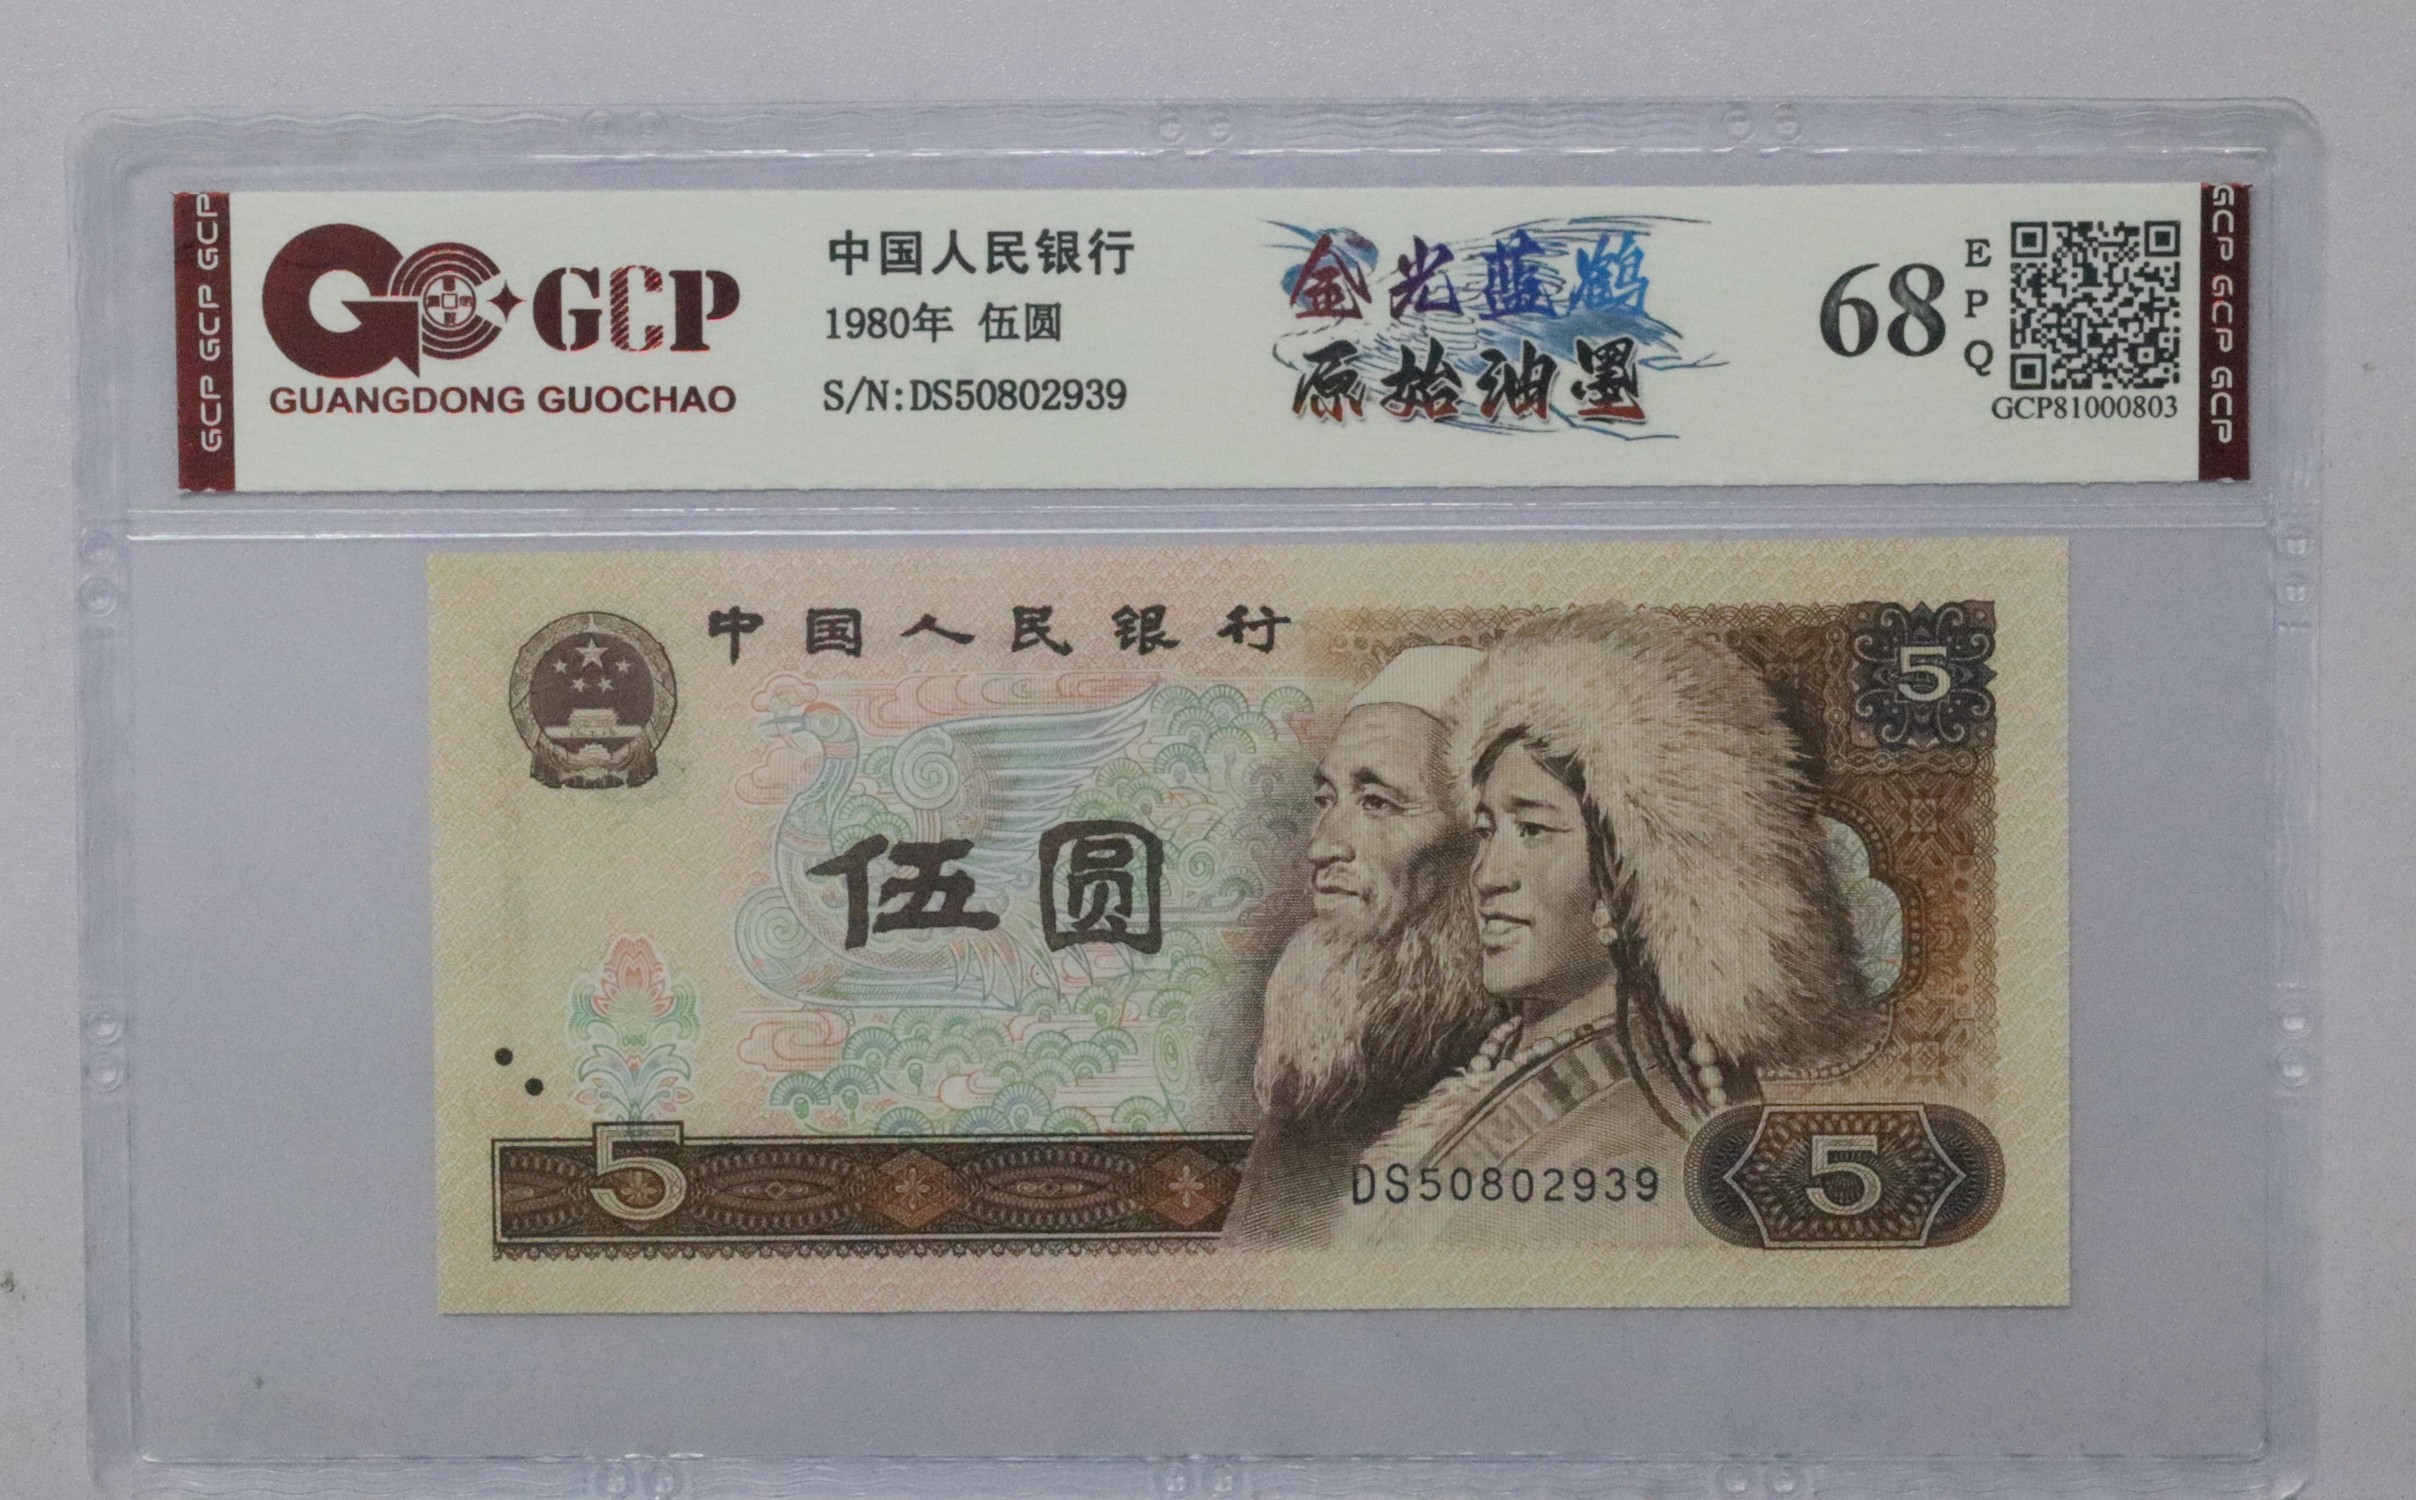 GCP GCP GCP
GCP
GUANGDONG GUOCHAO
中国人民银行
1980年 伍圆
S/N:DS50802939
金光蓝鹤
原始油墨
68
EPQ
GCP81000803
GCP GCP GCP
中国人民银行
5
伍圆
5
DS50802939
5